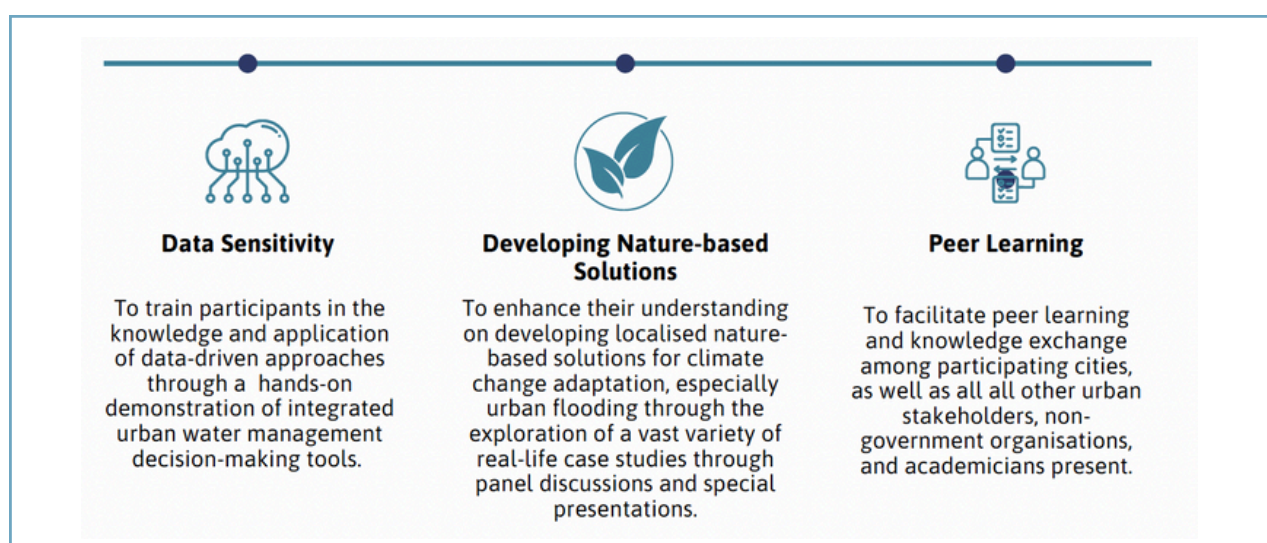 Data Sensitivity
To train participants in the
knowledge and application
of data-driven approaches
through a hands-on
demonstration of integrated
urban water management
decision-making tools.
Developing Nature-based
Solutions
To enhance their understanding
on developing localised nature-
based solutions for climate
change adaptation, especially
urban flooding through the
exploration of a vast variety of
real-life case studies through
panel discussions and special
presentations.
Peer Learning
To facilitate peer learning
and knowledge exchange
among participating cities,
as well as all all other urban
stakeholders, non-
government organisations,
and academicians present.